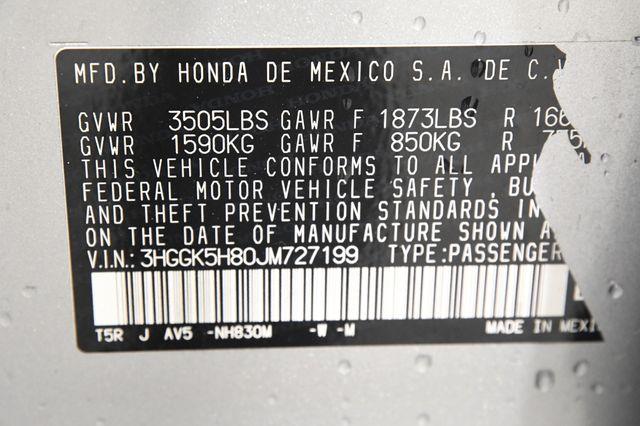 MFD.BY HONDA DE MEXICO S.A. DE C.
GVWR 3505LBS GAWR F 1873LBS R
GVWR 1590KG GAWR F 850KG R
THIS VEHICLE CONFORMS TO ALL
FEDERAL MOTOR VEHICLE SAFETY,
AND THEFT PREVENTION STANDARDS IN
ON THE DATE OF MANUFACTURE SHOWN
V.I.N.: 3HGGK5H80JM727199 TYPE:PASSENGER
T5R J AV5 -NH830M -W -M MADE IN MEXI